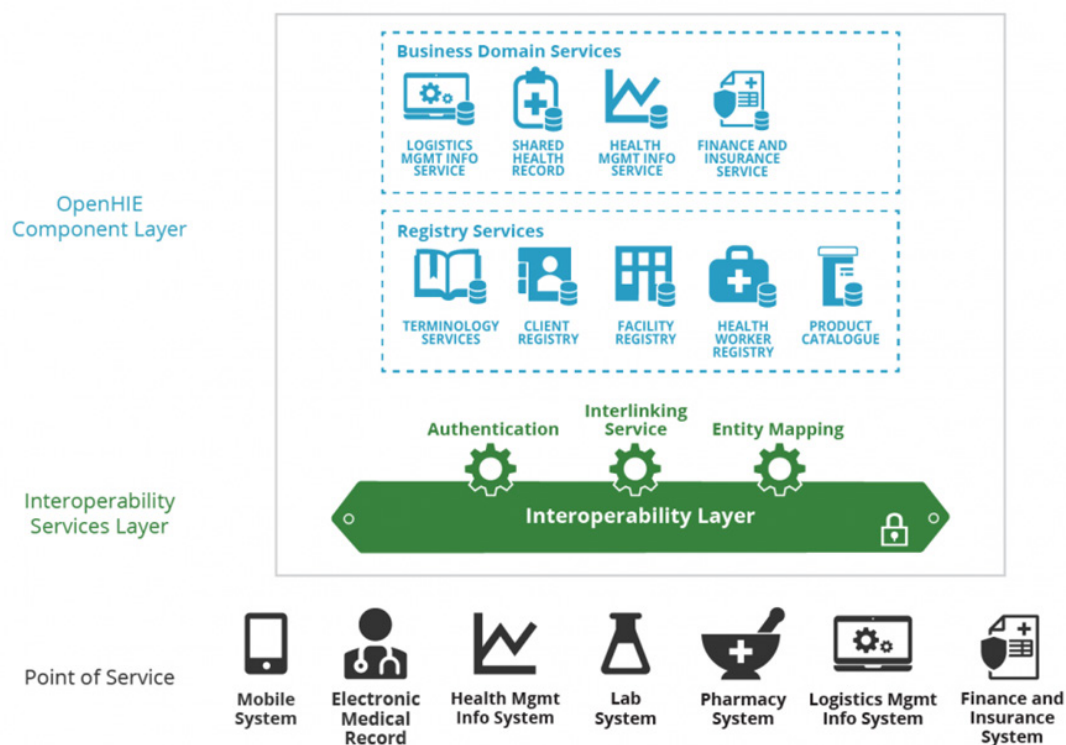 Business Domain Services
LOGISTICS
MGMT INFO
SERVICE
SHARED
HEALTH
RECORD
HEALTH
MGMT INFO
SERVICE
FINANCE AND
INSURANCE
SERVICE
OpenHIE
Component Layer
Registry Services
TERMINOLOGY
SERVICES
CLIENT
REGISTRY
FACILITY
REGISTRY
HEALTH
WORKER
REGISTRY
PRODUCT
CATALOGUE
Authentication
Interlinking
Service
Entity Mapping
Interoperability
Services Layer
Interoperability Layer
Point of Service
Mobile
System
Electronic
Medical
Record
Health Mgmt
Info System
Lab
System
Pharmacy
System
Logistics Mgmt
Info System
Finance and
Insurance
System